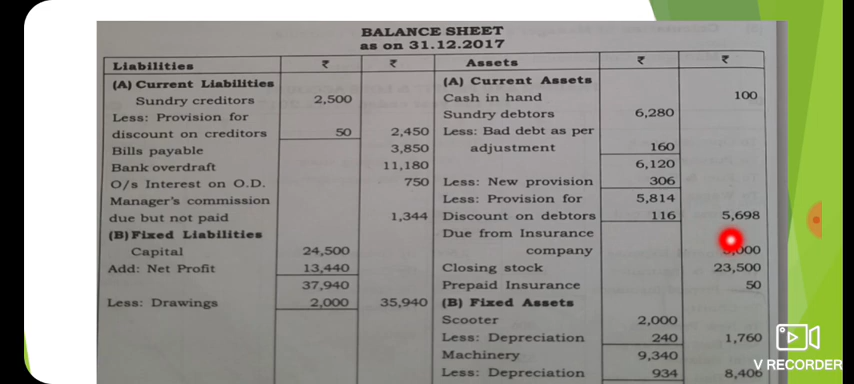 BALANCE SHEET
as on 31.12.2017
Liabilities ₹ ₹ Assets ₹ ₹
(A) Current Liabilities (A) Current Assets
Sundry creditors 2,500 Cash in hand 100
Less: Provision for Sundry debtors 6,280
discount on creditors 50 2,450 Less: Bad debt as per
Bills payable 3,850 adjustment 160
Bank overdraft 11,180 6,120
O/s Interest on O.D. 750 Less: New provision 306
Manager's commission Less: Provision for 5,814
due but not paid 1,344 Discount on debtors 116 5,698
(B) Fixed Liabilities Due from Insurance
Capital 24,500 company
Add: Net Profit 13,440 Closing stock 23,500
37,940 Prepaid Insurance 50
Less: Drawings 2,000 35,940 (B) Fixed Assets
Scooter 2,000
Less: Depreciation 240 1,760
Machinery 9,340
Less: Depreciation 934 8,406
V RECORDER